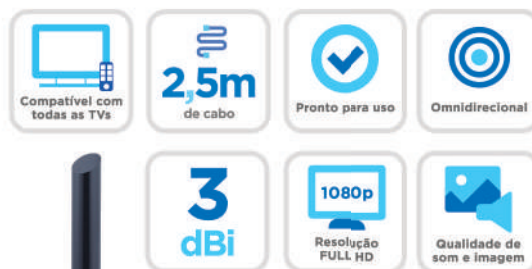 Compatível com
todas as TVs
2,5m
de cabo
Pronto para uso
Omnidirecional
3
dBi
1080p
Resolução
FULL HD
Qualidade de
som e imagem